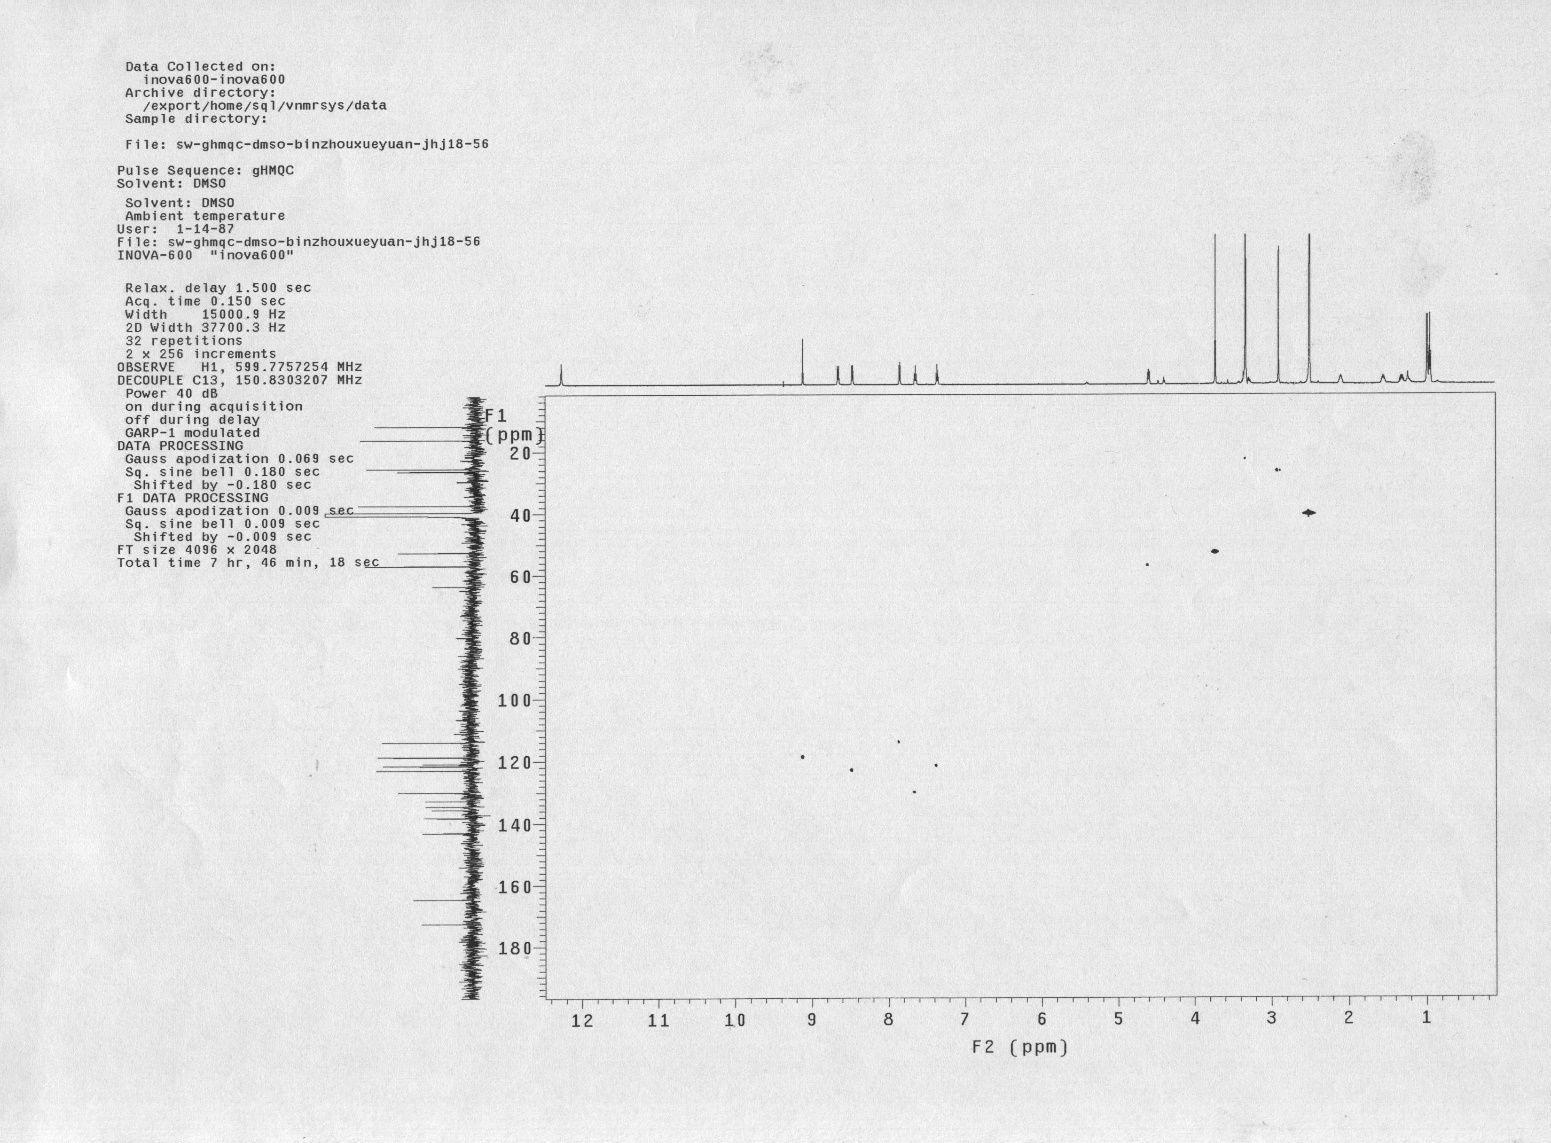 Data Collected on:
inova600-inova600
Archive directory:
/export/home/sql/vnmrsys/data
Sample directory:
File: sw-ghmqc-dmso-binzhouxueyuan-jhj18-56
Pulse Sequence: gHMQC
Solvent: DMSO
Solvent: DMSO
Ambient temperature
User: 1-14-87
File: sw-ghmqc-dmso-binzhouxueyuan-jhj18-56
INOVA-600 "inova600"
Relax. delay 1.500 sec
Acq. time 0.150 sec
Width 15000.9 Hz
2D Width 37700.3 Hz
32 repetitions
2 x 256 increments
OBSERVE H1, 599.7757254 MHz
DECOUPLE C13, 150.8303207 MHz
Power 40 dB
on during acquisition
off during delay
GARP-1 modulated
DATA PROCESSING
Gauss apodization 0.069 sec
Sq. sine bell 0.180 sec
Shifted by -0.180 sec
F1 DATA PROCESSING
Gauss apodization 0.009 sec
Sq. sine bell 0.009 sec
Shifted by -0.009 sec
FT size 4096 x 2048
Total time 7 hr, 46 min, 18 sec
F1
(ppm)
20
40
60
80
100
120
140
160
180
12 11 10 9 8 7 6 5 4 3 2 1
F2 (ppm)